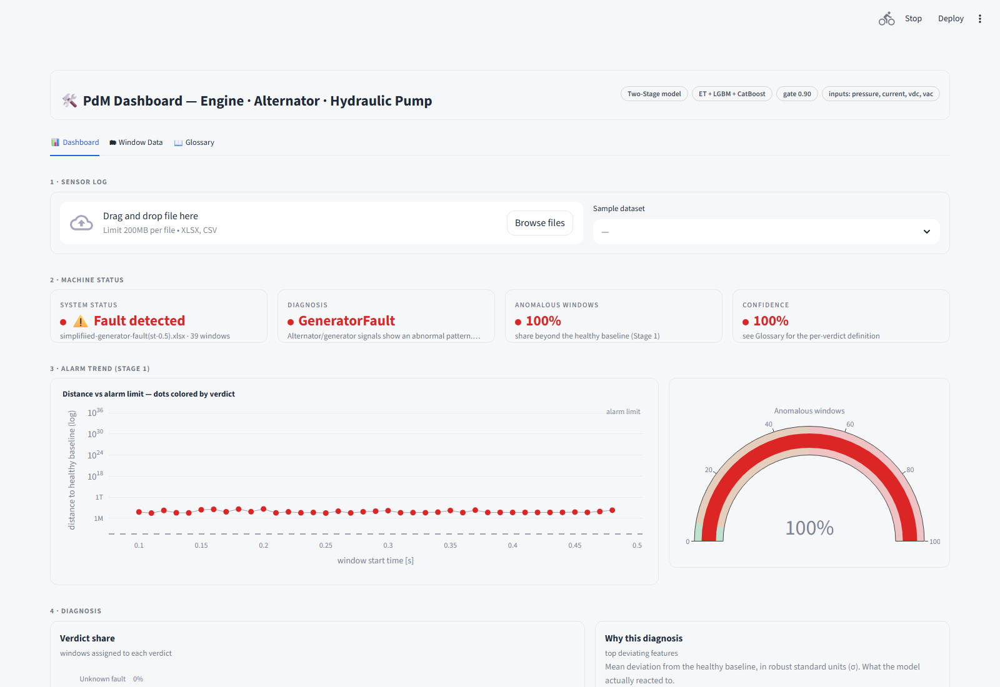 Stop Deploy
PdM Dashboard — Engine · Alternator · Hydraulic Pump
Two-Stage model ET + LGBM + CatBoost gate 0.90 inputs: pressure, current, vdc, vac
Dashboard Window Data Glossary
1 · SENSOR LOG
Drag and drop file here
Limit 200MB per file • XLSX, CSV
Browse files
Sample dataset
—
2 · MACHINE STATUS
SYSTEM STATUS
Fault detected
simplifiied-generator-fault(st-0.5).xlsx · 39 windows
DIAGNOSIS
GeneratorFault
Alternator/generator signals show an abnormal pattern.…
ANOMALOUS WINDOWS
100%
share beyond the healthy baseline (Stage 1)
CONFIDENCE
100%
see Glossary for the per-verdict definition
3 · ALARM TREND (STAGE 1)
Distance vs alarm limit — dots colored by verdict
distance to healthy baseline (log)
10³⁶
10³⁰
10²⁴
10¹⁸
1T
1M
alarm limit
0.1 0.15 0.2 0.25 0.3 0.35 0.4 0.45 0.5
window start time [s]
Anomalous windows
0 20 40 60 80 100
100%
4 · DIAGNOSIS
Verdict share
windows assigned to each verdict
Unknown fault 0%
Why this diagnosis
top deviating features
Mean deviation from the healthy baseline, in robust standard units (σ). What the model
actually reacted to.